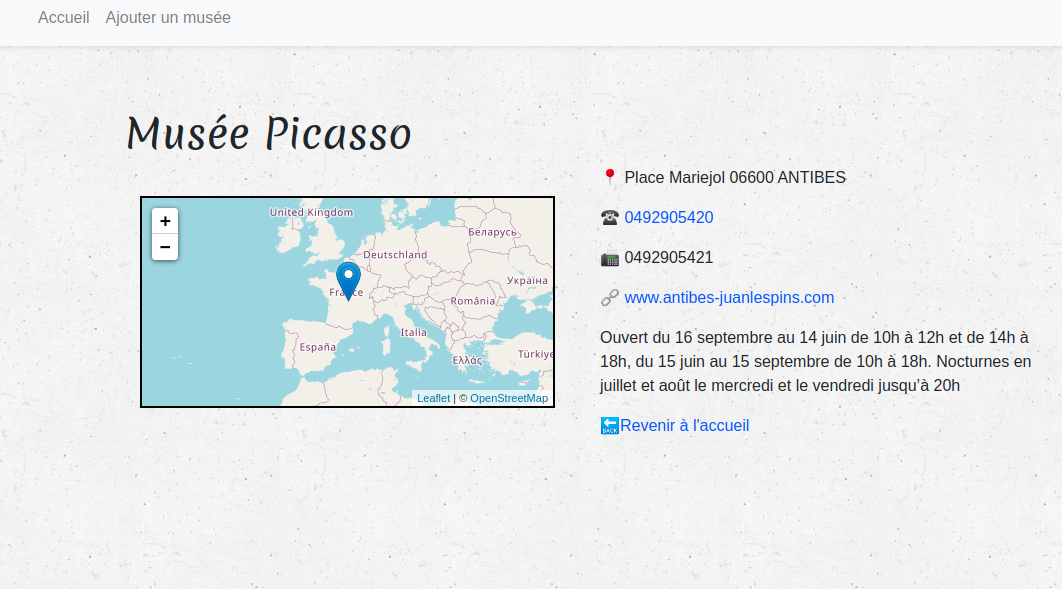 Accueil Ajouter un musée
Musée Picasso
+
−
United Kingdom
Беларусь
Deutschland
Україна
France
România
Italia
España
Ελλάς
Türkiye
Leaflet | © OpenStreetMap
Place Mariejol 06600 ANTIBES
0492905420
0492905421
www.antibes-juanlespins.com
Ouvert du 16 septembre au 14 juin de 10h à 12h et de 14h à
18h, du 15 juin au 15 septembre de 10h à 18h. Nocturnes en
juillet et août le mercredi et le vendredi jusqu’à 20h
BACK Revenir à l'accueil